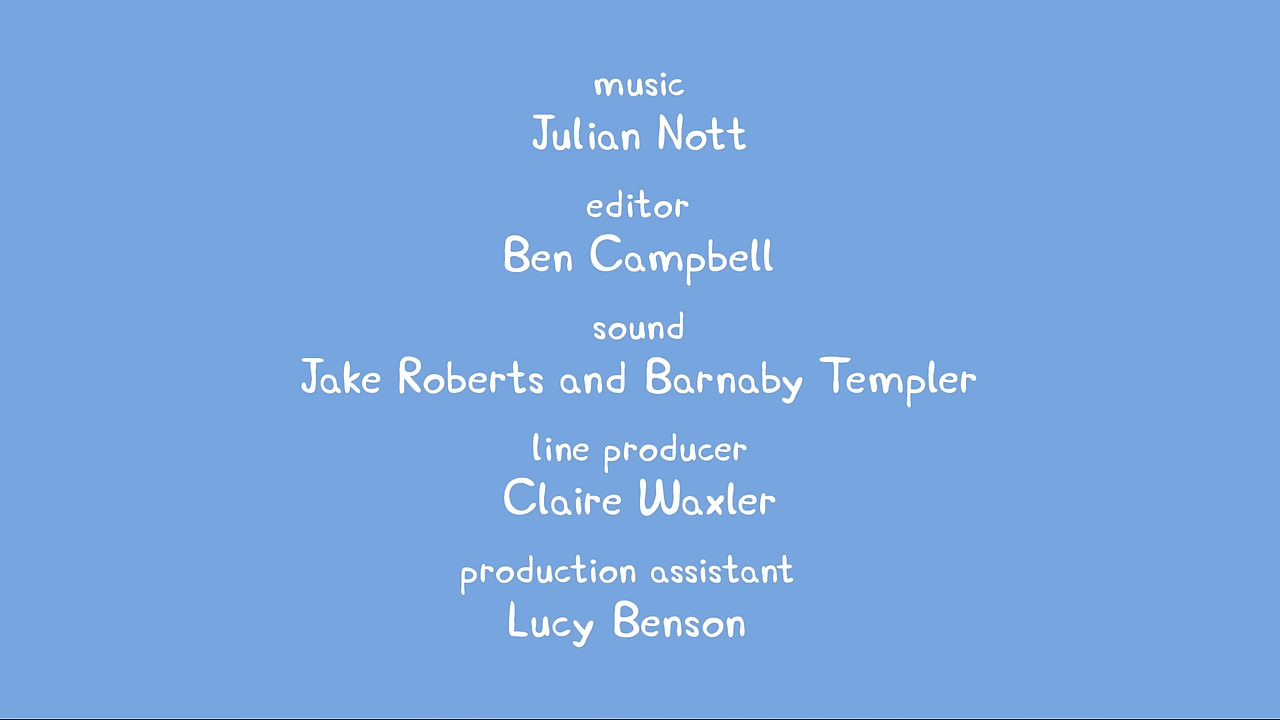 music
Julian Nott
editor
Ben Campbell
sound
Jake Roberts and Barnaby Templer
line producer
Claire Waxler
production assistant
Lucy Benson